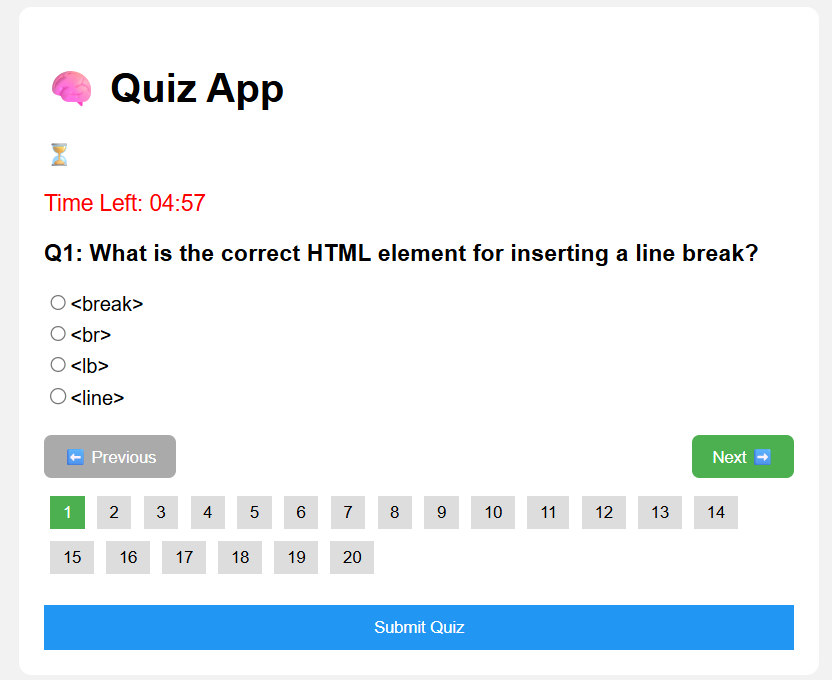 Quiz App
Time Left: 04:57
Q1: What is the correct HTML element for inserting a line break?
<break>
<br>
<lb>
<line>
Previous
Next
1 2 3 4 5 6 7 8 9 10 11 12 13 14
15 16 17 18 19 20
Submit Quiz